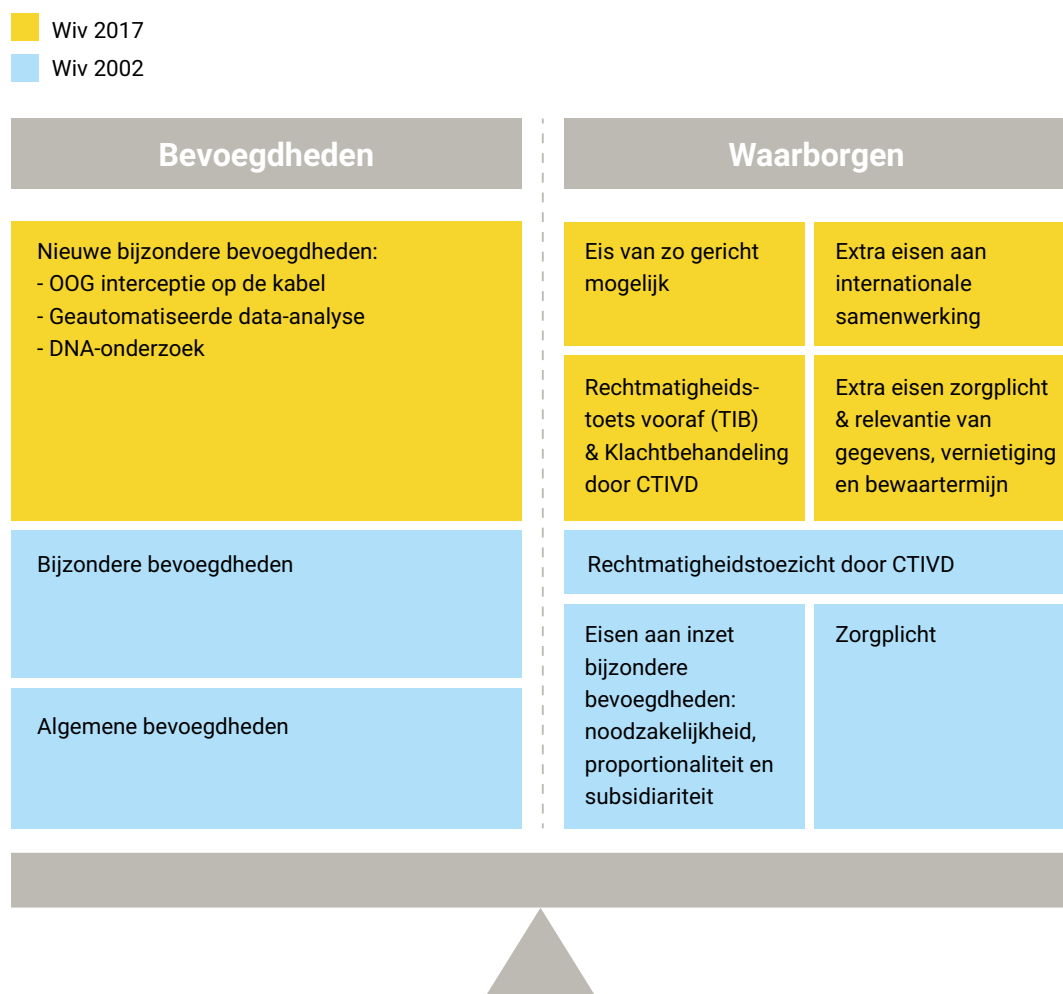 Wiv 2017
Wiv 2002
Bevoegdheden
Nieuwe bijzondere bevoegdheden:
- OOG interceptie op de kabel
- Geautomatiseerde data-analyse
- DNA-onderzoek
Bijzondere bevoegdheden
Algemene bevoegdheden
Waarborgen
Eis van zo gericht
mogelijk
Extra eisen aan
internationale
samenwerking
Rechtmatigheids-
toets vooraf (TIB)
& Klachtbehandeling
door CTIVD
Extra eisen zorgplicht
& relevantie van
gegevens, vernietiging
en bewaartermijn
Rechtmatigheidstoezicht door CTIVD
Eisen aan inzet
bijzondere
bevoegdheden:
noodzakelijkheid,
proportionaliteit en
subsidiariteit
Zorgplicht